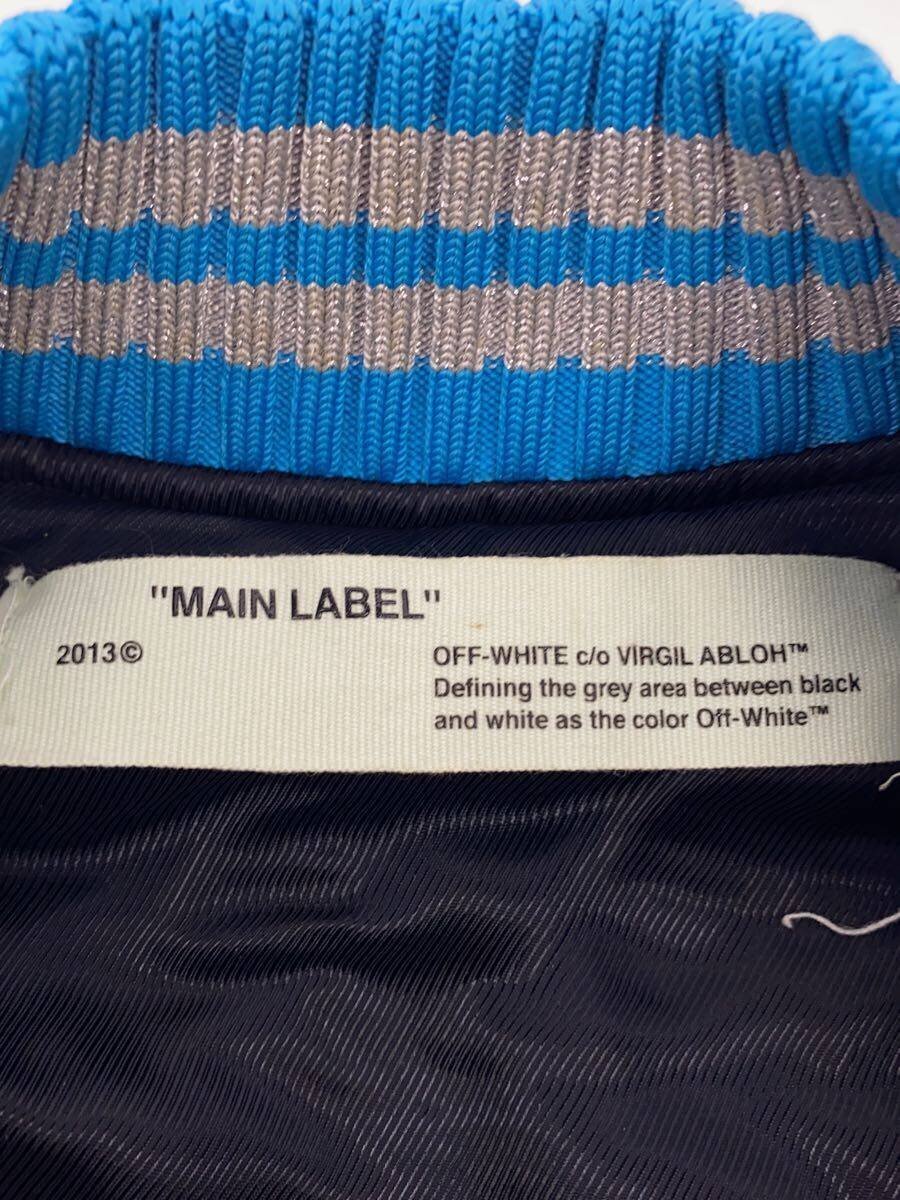 "MAIN LABEL"
2013©
OFF-WHITE c/o VIRGIL ABLOH™
Defining the grey area between black
and white as the color Off-White™